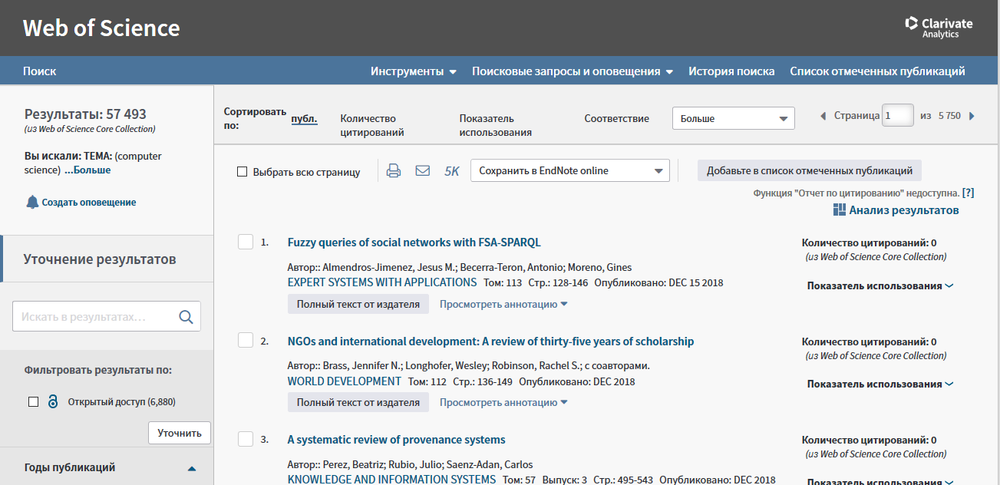 Web of Science
Clarivate
Analytics
Поиск
Инструменты
Поисковые запросы и оповещения
История поиска
Список отмеченных публикаций
Результаты: 57 493
(из Web of Science Core Collection)
Вы искали: ТЕМА: (computer
science) ...Больше
Создать оповещение
Уточнение результатов
Искать в результатах...
Фильтровать результаты по:
Открытый доступ (6,880)
Уточнить
Годы публикаций
Сортировать
по:
публ.
Количество
цитирований
Показатель
использования
Соответствие
Больше
Страница 1 из 5 750
Выбрать всю страницу
5K
Сохранить в EndNote online
Добавьте в список отмеченных публикаций
Функция "Отчет по цитированию" недоступна. [?]
Анализ результатов
1. Fuzzy queries of social networks with FSA-SPARQL
Автор:: Almendros-Jimenez, Jesus M.; Becerra-Teron, Antonio; Moreno, Gines
EXPERT SYSTEMS WITH APPLICATIONS Том: 113 Стр.: 128-146 Опубликовано: DEC 15 2018
Полный текст от издателя
Просмотреть аннотацию
Количество цитирований: 0
(из Web of Science Core Collection)
Показатель использования
2. NGOs and international development: A review of thirty-five years of scholarship
Автор:: Brass, Jennifer N.; Longhofer, Wesley; Robinson, Rachel S.; с соавторами.
WORLD DEVELOPMENT Том: 112 Стр.: 136-149 Опубликовано: DEC 2018
Полный текст от издателя
Просмотреть аннотацию
Количество цитирований: 0
(из Web of Science Core Collection)
Показатель использования
3. A systematic review of provenance systems
Автор:: Perez, Beatriz; Rubio, Julio; Saenz-Adan, Carlos
KNOWLEDGE AND INFORMATION SYSTEMS Том: 57 Выпуск: 3 Стр.: 495-543 Опубликовано: DEC 2018
Количество цитирований: 0
(из Web of Science Core Collection)
Показатель использования